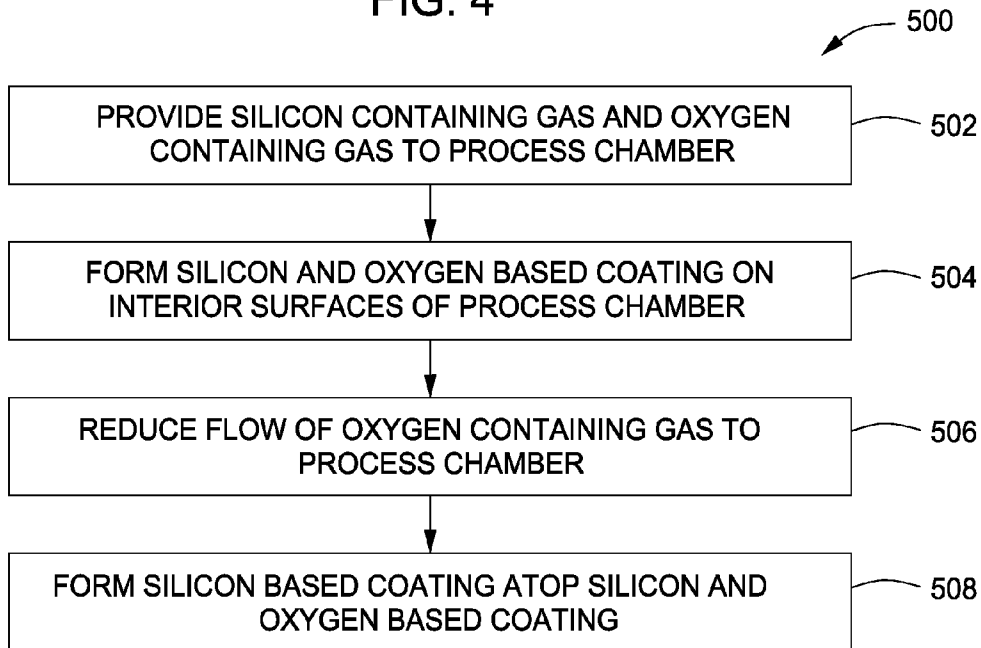 FIG. 4
500
PROVIDE SILICON CONTAINING GAS AND OXYGEN
CONTAINING GAS TO PROCESS CHAMBER
502
FORM SILICON AND OXYGEN BASED COATING ON
INTERIOR SURFACES OF PROCESS CHAMBER
504
REDUCE FLOW OF OXYGEN CONTAINING GAS TO
PROCESS CHAMBER
506
FORM SILICON BASED COATING ATOP SILICON AND
OXYGEN BASED COATING
508